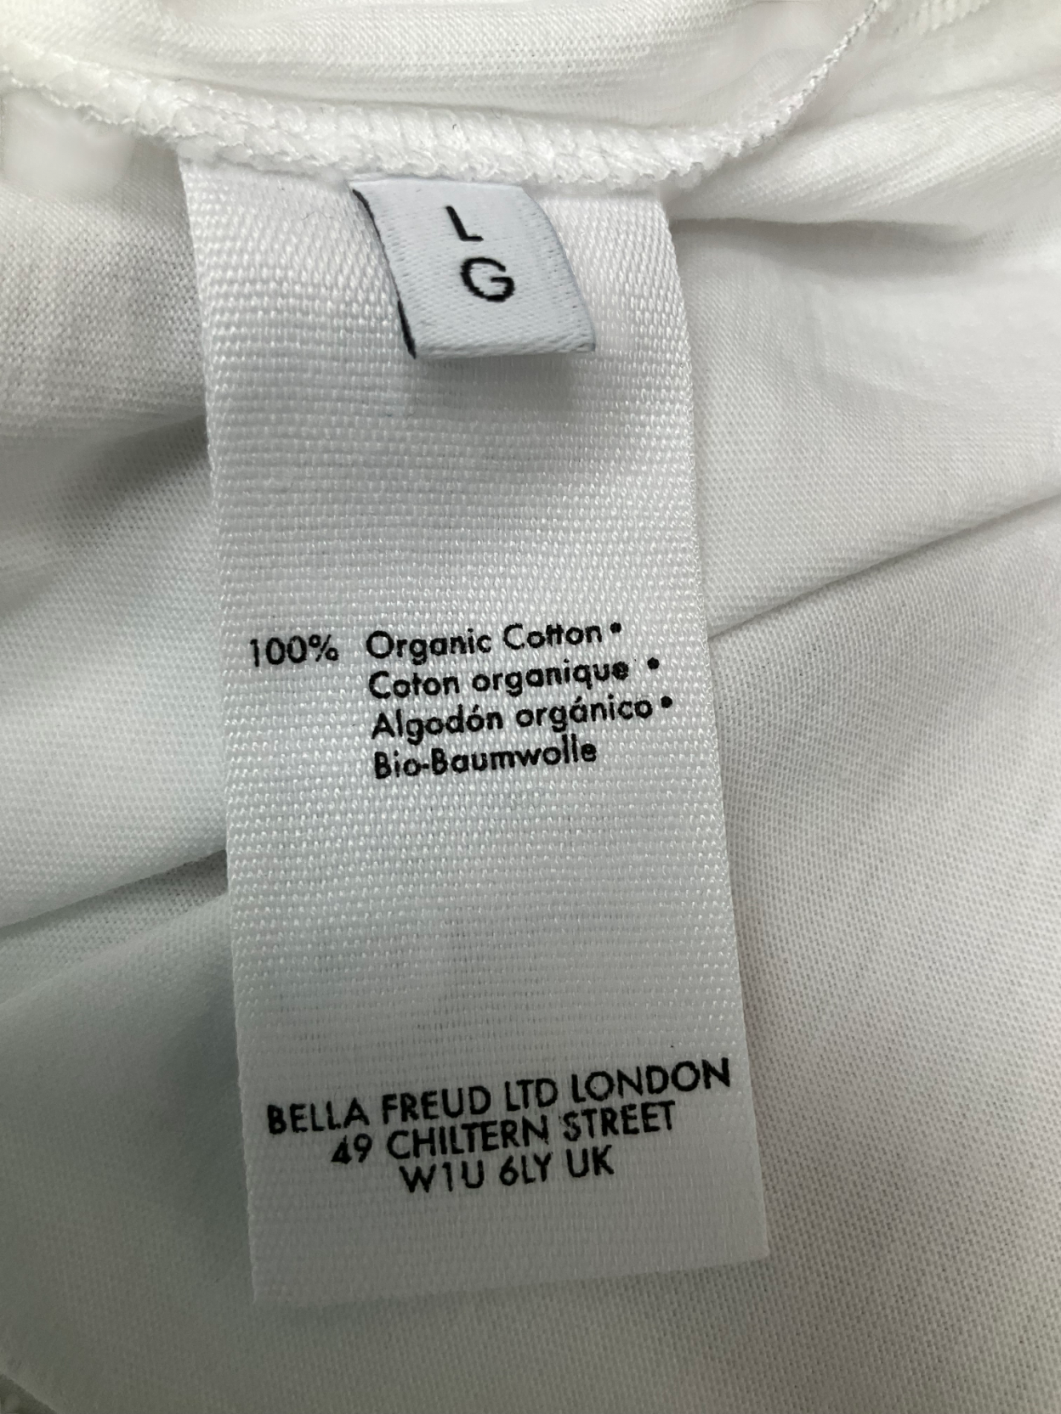 L
G
100% Organic Cotton•
Coton organique •
Algodón orgánico•
Bio-Baumwolle
BELLA FREUD LTD LONDON
49 CHILTERN STREET
W1U 6LY UK